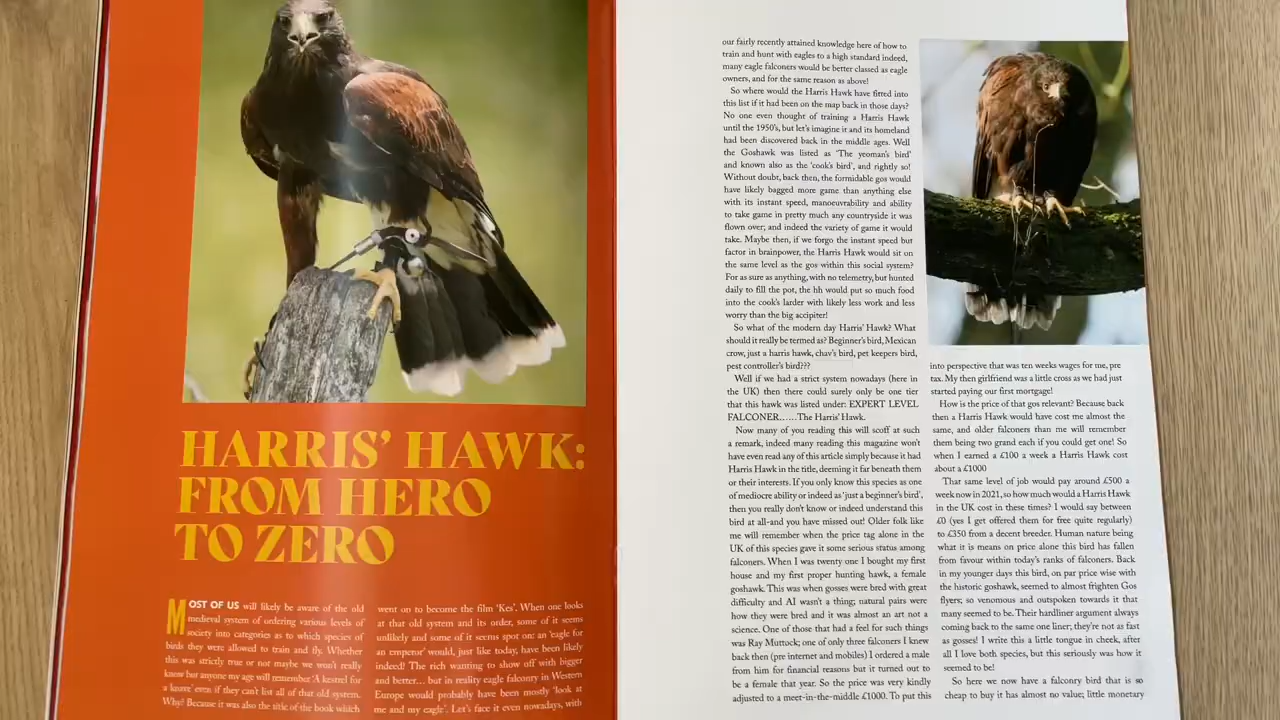 HARRIS' HAWK:
FROM HERO
TO ZERO
MOST OF US will likely be aware of the old
medieval system of ordering various levels of
society into categories as to which species of
birds they were allowed to train and fly. Whether
this was strictly true or not maybe we won't really
know but anyone my age will remember 'A kestrel for
a knave' even if they can't list all of that old system.
Why? Because it was also the title of the book which
went on to become the film 'Kes'. When one looks
at that old system and its order, some of it seems
unlikely and some of it seems spot on: an 'eagle for
an emperor' would, just like today, have been likely
indeed! The rich wanting to show off with bigger
and better... but in reality eagle falconry in Western
Europe would probably have been mostly 'look at
me and my eagle'. Let's face it even nowadays, with
our fairly recently attained knowledge here of how to
train and hunt with eagles to a high standard indeed,
many eagle falconers would be better classed as eagle
owners, and for the same reason as above!
So where would the Harris Hawk have fitted into
this list if it had been on the map back in those days?
No one even thought of training a Harris Hawk
until the 1950's, but let's imagine it and its homeland
had been discovered back in the middle ages. Well
the Goshawk was listed as 'The yeoman's bird'
and known also as the 'cook's bird', and rightly so!
Without doubt, back then, the formidable gos would
have likely bagged more game than anything else
with its instant speed, manoeuvrability and ability
to take game in pretty much any countryside it was
flown over; and indeed the variety of game it would
take. Maybe then, if we forgo the instant speed but
factor in brainpower, the Harris Hawk would sit on
the same level as the gos within this social system?
For as sure as anything, with no telemetry, but hunted
daily to fill the pot, the hh would put so much food
into the cook's larder with likely less work and less
worry than the big accipiter!
So what of the modern day Harris' Hawk? What
should it really be termed as? Beginner's bird, Mexican
crow, just a harris hawk, chav's bird, pet keepers bird,
pest controller's bird???
Well if we had a strict system nowadays (here in
the UK) then there could surely only be one tier
that this hawk was listed under: EXPERT LEVEL
FALCONER......The Harris' Hawk.
Now many of you reading this will scoff at such
a remark, indeed many reading this magazine won't
have even read any of this article simply because it had
Harris Hawk in the title, deeming it far beneath them
or their interests. If you only know this species as one
of mediocre ability or indeed as 'just a beginner's bird',
then you really don't know or indeed understand this
bird at all-and you have missed out! Older folk like
me will remember when the price tag alone in the
UK of this species gave it some serious status among
falconers. When I was twenty one I bought my first
house and my first proper hunting hawk, a female
goshawk. This was when gosses were bred with great
difficulty and AI wasn't a thing; natural pairs were
how they were bred and it was almost an art not a
science. One of those that had a feel for such things
was Ray Muttock; one of only three falconers I knew
back then (pre internet and mobiles) I ordered a male
from him for financial reasons but it turned out to
be a female that year. So the price was very kindly
adjusted to a meet-in-the-middle £1000. To put this
into perspective that was ten weeks wages for me, pre
tax. My then girlfriend was a little cross as we had just
started paying our first mortgage!
How is the price of that gos relevant? Because back
then a Harris Hawk would have cost me almost the
same, and older falconers than me will remember
them being two grand each if you could get one! So
when I earned a £100 a week a Harris Hawk cost
about a £1000
That same level of job would pay around £500 a
week now in 2021, so how much would a Harris Hawk
in the UK cost in these times? I would say between
£0 (yes I get offered them for free quite regularly)
to £350 from a decent breeder. Human nature being
what it is means on price alone this bird has fallen
from favour within today's ranks of falconers. Back
in my younger days this bird, on par price wise with
the historic goshawk, seemed to almost frighten Gos
flyers; so venomous and outspoken towards it that
many seemed to be. Their hardliner argument always
coming back to the same one liner; they're not as fast
as gosses! I write this a little tongue in cheek, after
all I love both species, but this seriously was how it
seemed to be!
So here we now have a falconry bird that is so
cheap to buy it has almost no value; little monetary